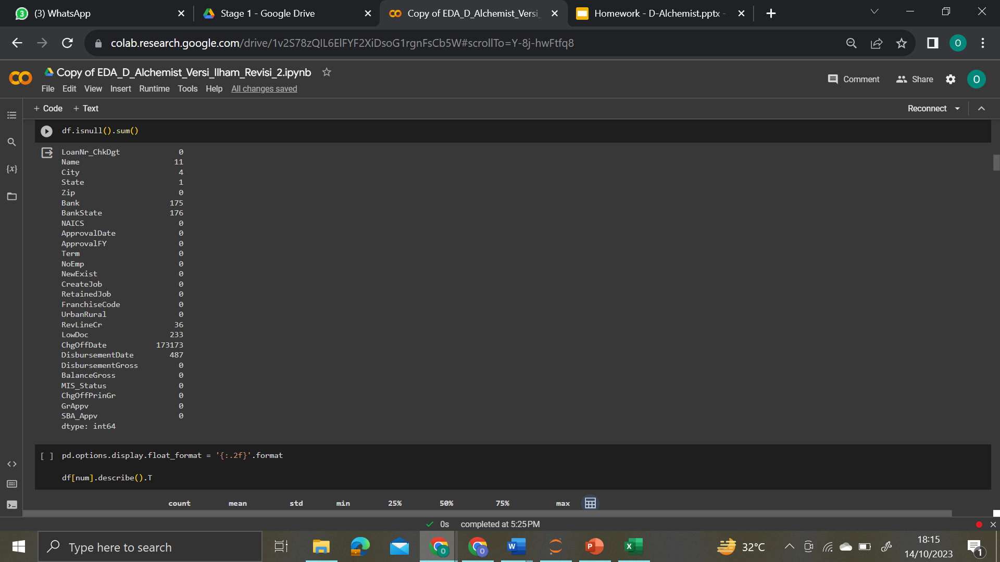 (3) WhatsApp
Stage 1 - Google Drive
Copy of EDA_D_Alchemist_Versi_
Homework - D-Alchemist.pptx -
colab.research.google.com/drive/1v2S78zQIL6ElFYF2XiDsoG1rgnFsCb5W#scrollTo=Y-8j-hwFtfq8
O
Copy of EDA_D_Alchemist_Versi_Ilham_Revisi_2.ipynb
Comment
Share
O
File Edit View Insert Runtime Tools Help All changes saved
+ Code + Text
Reconnect
df.isnull().sum()
LoanNr_ChkDgt 0
Name 11
City 4
State 1
Zip 0
Bank 175
BankState 176
NAICS 0
ApprovalDate 0
ApprovalFY 0
Term 0
NoEmp 0
NewExist 0
CreateJob 0
RetainedJob 0
FranchiseCode 0
UrbanRural 0
RevLineCr 36
LowDoc 233
ChgOffDate 173173
DisbursementDate 487
DisbursementGross 0
BalanceGross 0
MIS_Status 0
ChgOffPrinGr 0
GrAppv 0
SBA_Appv 0
dtype: int64
[ ] pd.options.display.float_format = '{:.2f}'.format
df[num].describe().T
count mean std min 25% 50% 75% max
0s completed at 5:25 PM
Type here to search
32°C
18:15
14/10/2023
1